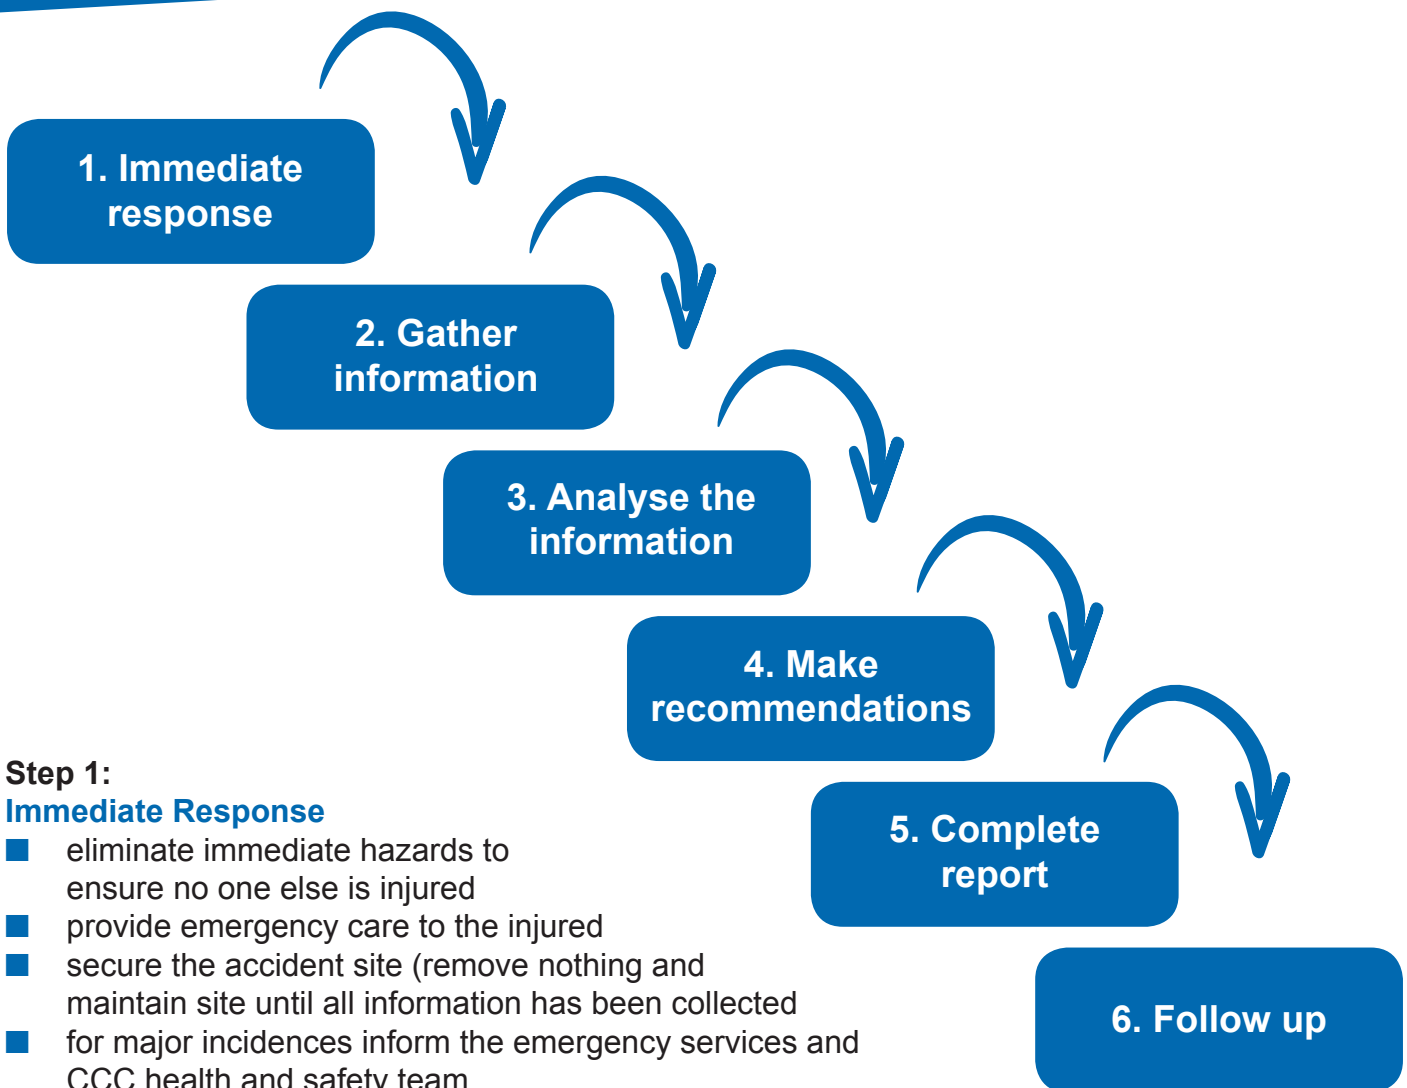 1. Immediate
response
2. Gather
information
3. Analyse the
information
4. Make
recommendations
5. Complete
report
6. Follow up
Step 1:
Immediate Response
■ eliminate immediate hazards to
ensure no one else is injured
■ provide emergency care to the injured
■ secure the accident site (remove nothing and
maintain site until all information has been collected
■ for major incidences inform the emergency services and
CCC health and safety team